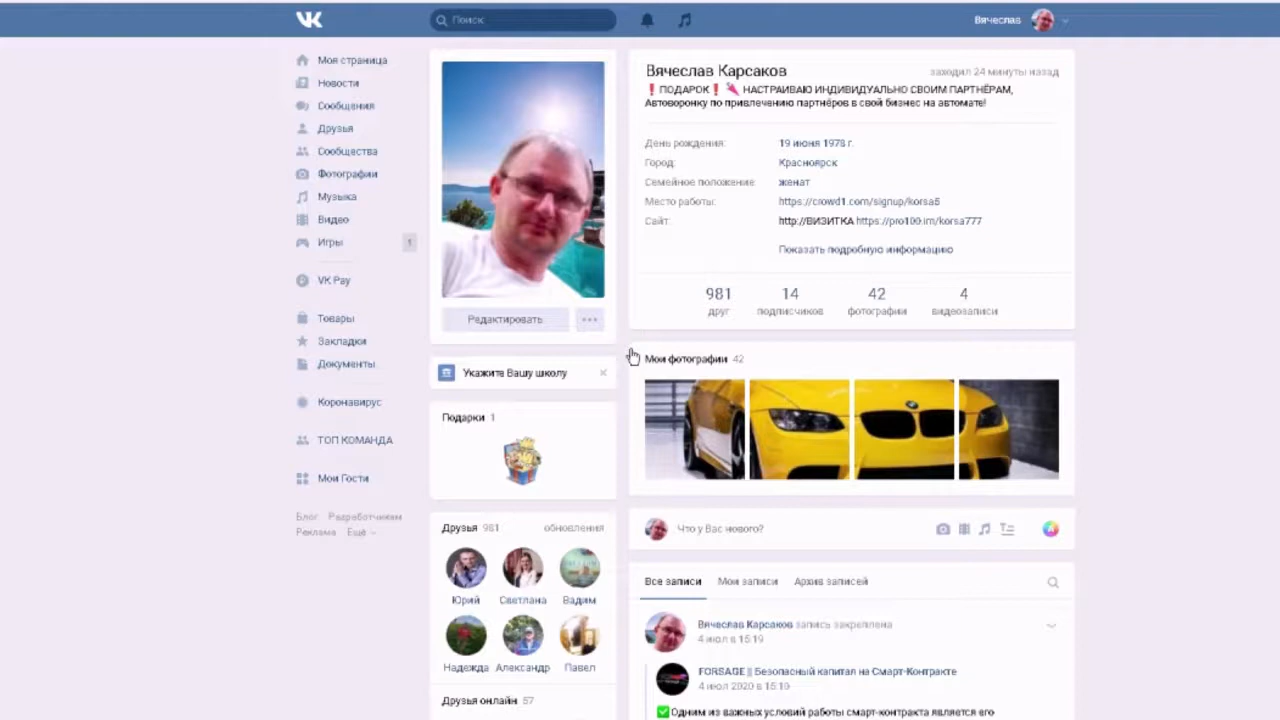 VK
Поиск
Вячеслав
Моя страница
Новости
Сообщения
Друзья
Сообщества
Фотографии
Музыка
Видео
Игры 1
VK Pay
Товары
Закладки
Документы
Коронавирус
ТОП КОМАНДА
Мои Гости
Блог Разработчикам
Реклама Ещё
Редактировать
Укажите Вашу школу
Подарки 1
Друзья 981 обновления
Юрий Светлана Вадим
Надежда Александр Павел
Друзья онлайн 57
Вячеслав Карсаков заходил 24 минуты назад
❗ПОДАРОК❗ НАСТРАИВАЮ ИНДИВИДУАЛЬНО СВОИМ ПАРТНЁРАМ,
Автоворонку по привлечению партнёров в свой бизнес на автомате!
День рождения: 19 июня 1978 г.
Город: Красноярск
Семейное положение: женат
Место работы: https://crowd1.com/signup/korsa5
Сайт: http://ВИЗИТКА https://pro100.im/korsa777
Показать подробную информацию
981 14 42 4
друг подписчиков фотографии видеозаписи
Мои фотографии 42
Что у Вас нового?
Все записи Мои записи Архив записей
Вячеслав Карсаков запись закреплена
4 июл в 15:19
FORSAGE || Безопасный капитал на Смарт-Контракте
4 июл 2020 в 15:10
✅Одним из важных условий работы смарт-контракта является его